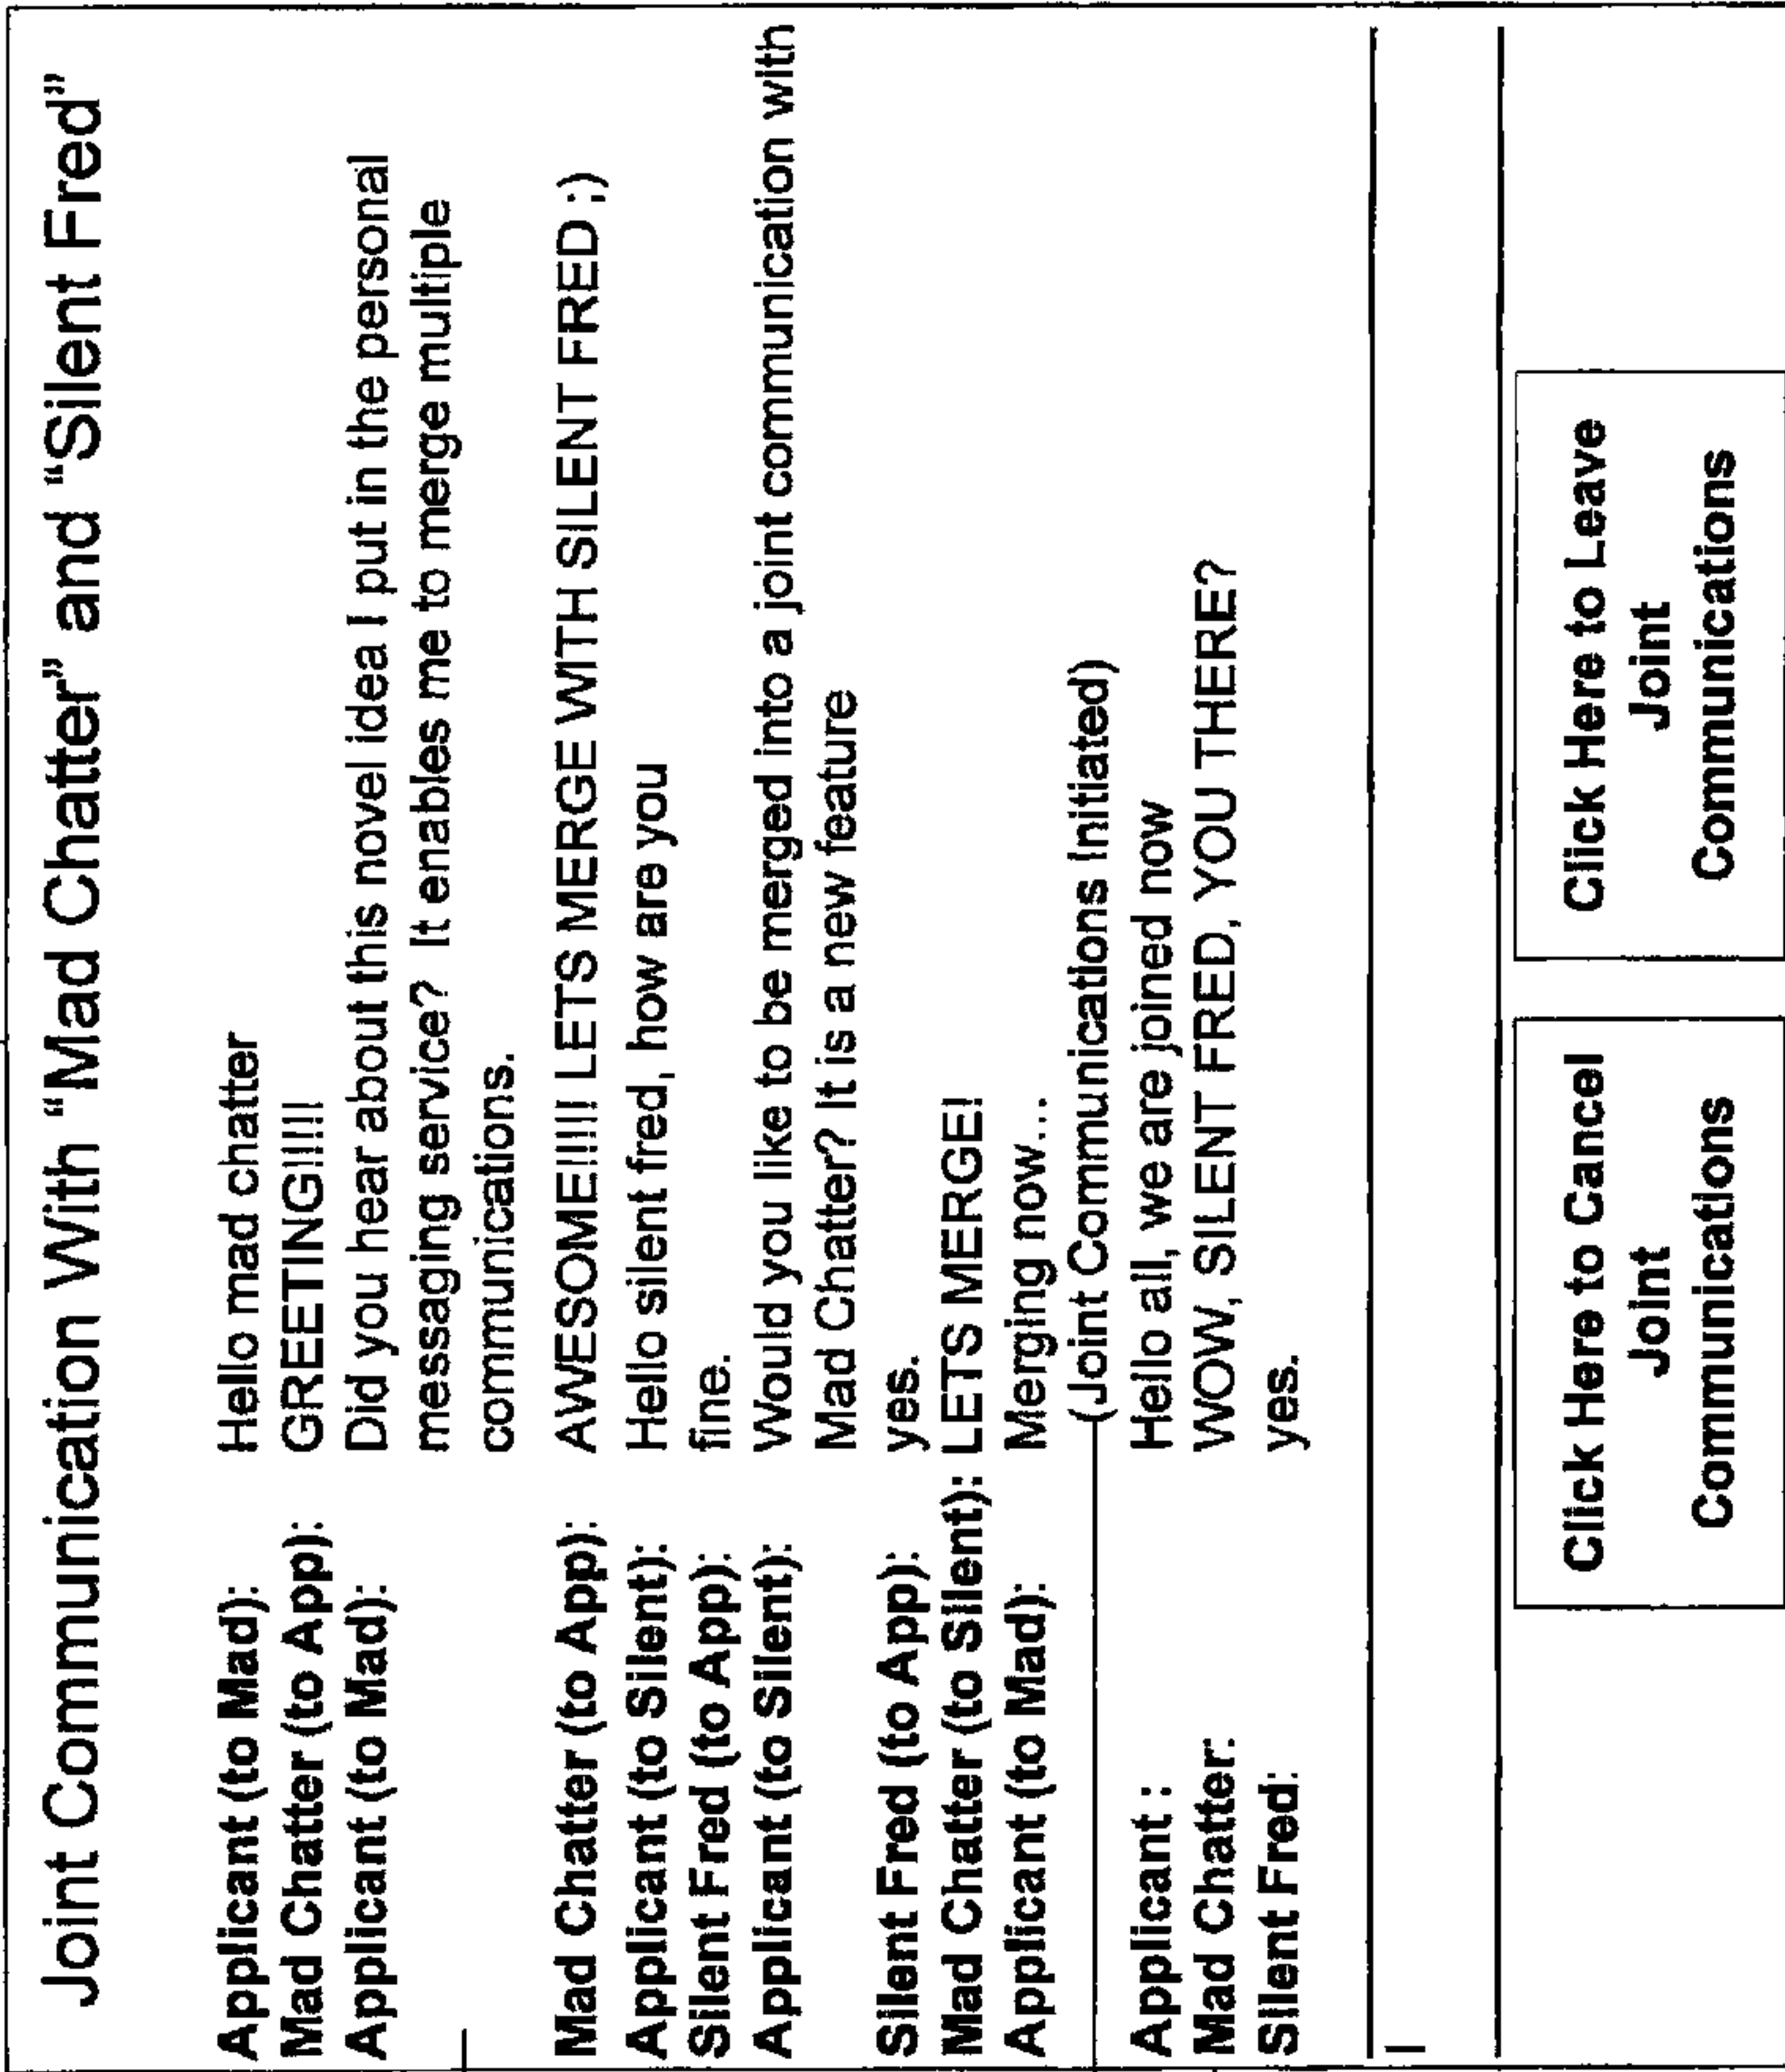 Joint Communication With "Mad Chatter" and "Silent Fred"
Applicant (to Mad): Hello mad chatter
Mad Chatter (to App): GREETING!!!!!
Applicant (to Mad): Did you hear about this novel idea I put in the personal
messaging service? It enables me to merge multiple
communications.
Mad Chatter (to App): AWESOME!!!!! LETS MERGE WITH SILENT FRED ;)
Applicant (to Silent): Hello silent fred, how are you
Silent Fred (to App): fine.
Applicant (to Silent): Would you like to be merged into a joint communication with
Mad Chatter? It is a new feature
Silent Fred (to App): yes.
Mad Chatter (to Silent): LETS MERGE!
Applicant (to Mad): Merging now...
(Joint Communications Initiated)
Applicant : Hello all, we are joined now
Mad Chatter: WOW, SILENT FRED, YOU THERE?
Silent Fred: yes.
Click Here to Cancel
Joint
Communications
Click Here to Leave
Joint
Communications